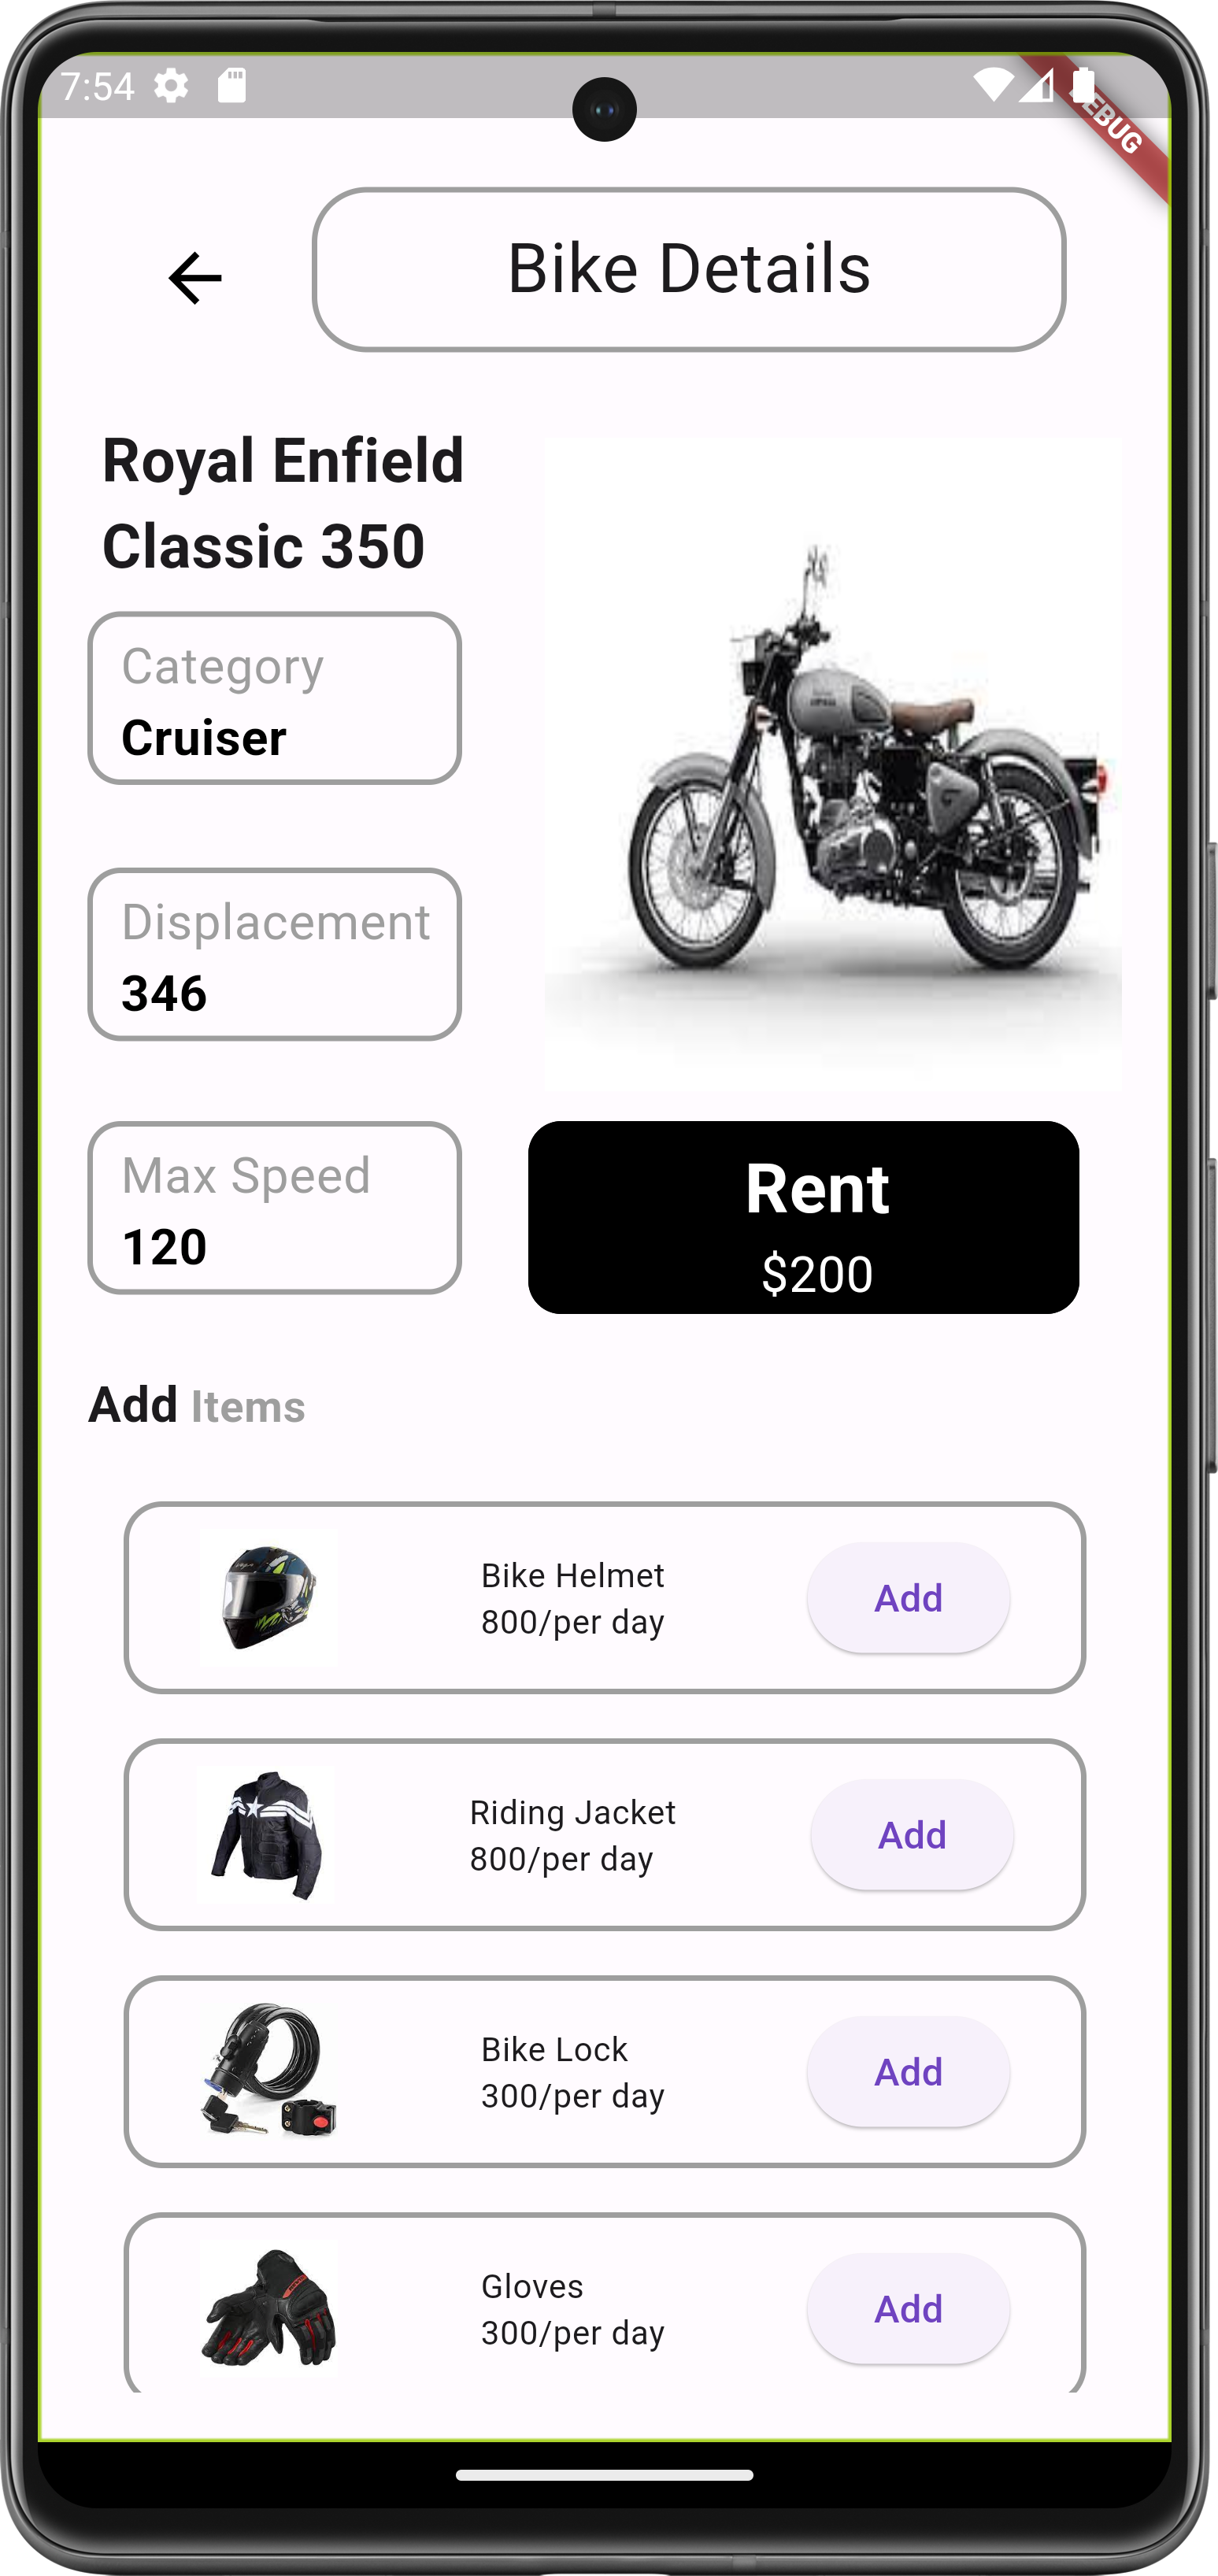 7:54
DEBUG
Bike Details
Royal Enfield
Classic 350
Category
Cruiser
Displacement
346
Max Speed
120
Rent
$200
Add Items
Bike Helmet
800/per day
Add
Riding Jacket
800/per day
Add
Bike Lock
300/per day
Add
Gloves
300/per day
Add